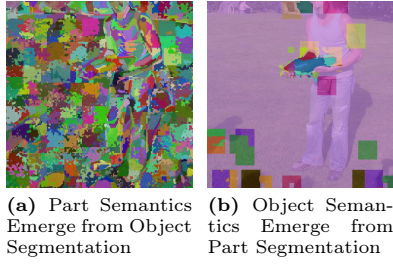 (a) Part Semantics
Emerge from Object
Segmentation
(b) Object Seman-
tics Emerge from
Part Segmentation